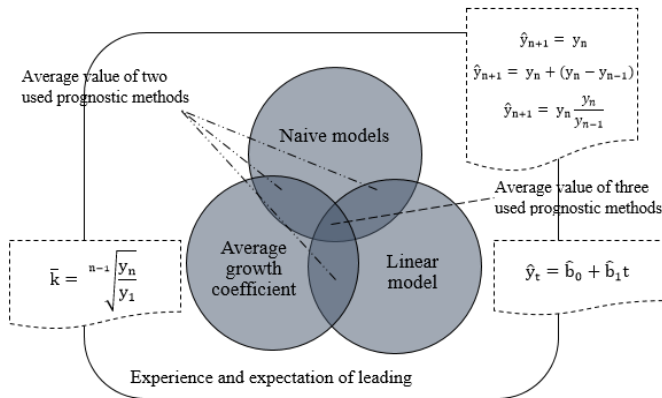 ŷₙ₊₁ = yₙ
ŷₙ₊₁ = yₙ + (yₙ − yₙ₋₁)
ŷₙ₊₁ = yₙ yₙ/yₙ₋₁
Average value of two
used prognostic methods
Naive models
Average value of three
used prognostic methods
k̄ = ⁿ⁻¹√(yₙ/y₁)
Average
growth
coefficient
Linear
model
ŷₜ = b̂₀ + b̂₁t
Experience and expectation of leading